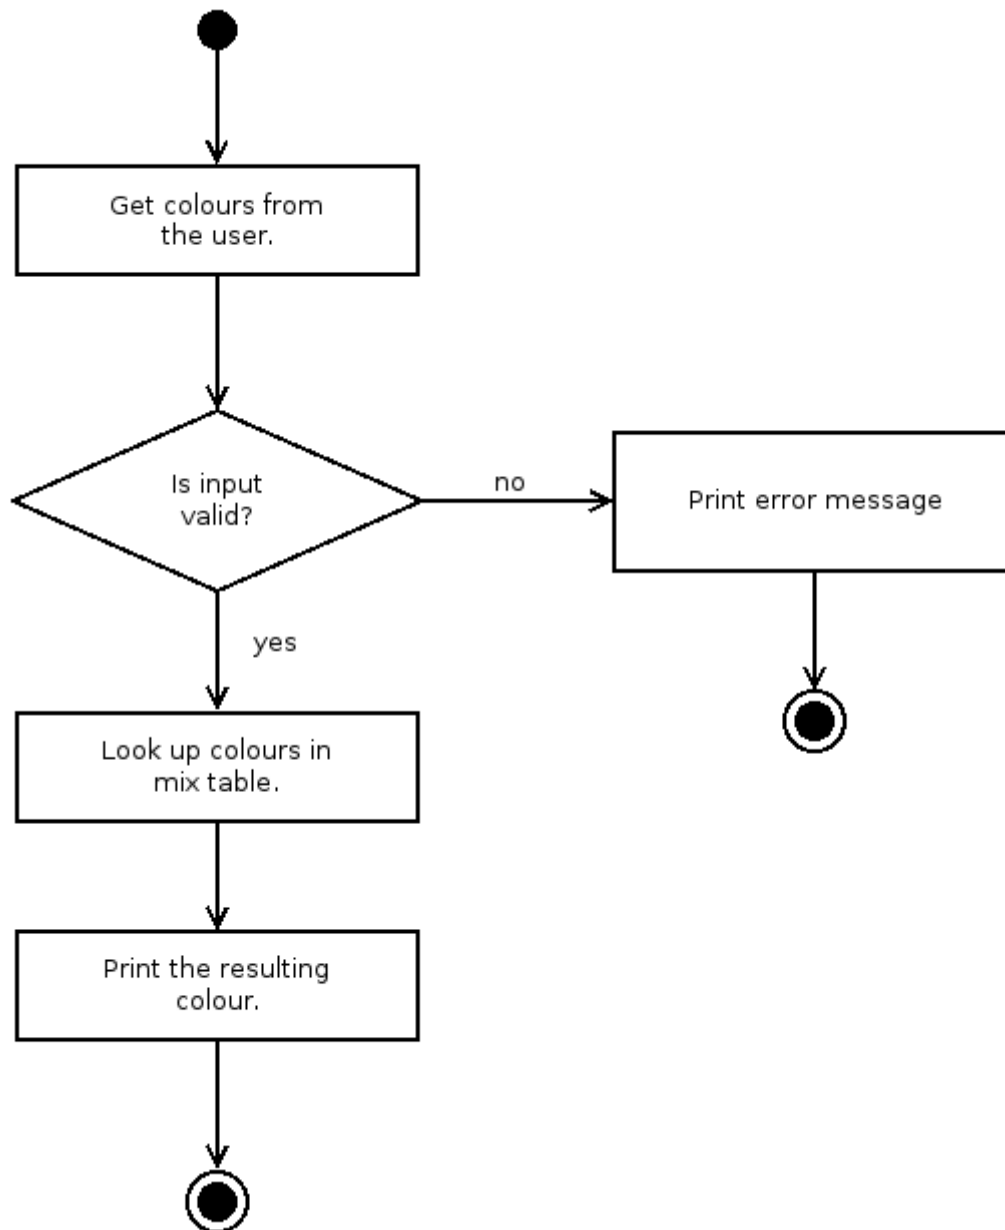 Get colours from
the user.
Is input
valid?
no
Print error message
yes
Look up colours in
mix table.
Print the resulting
colour.